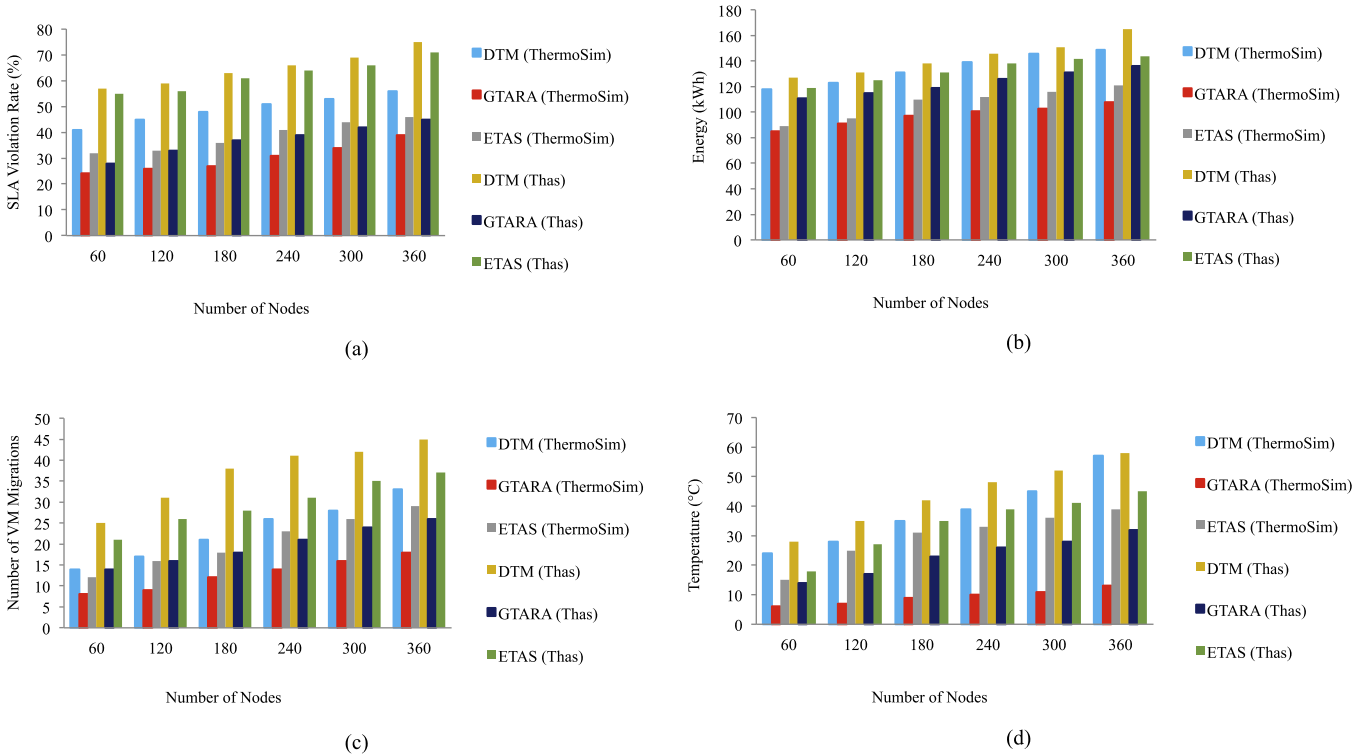 SLA Violation Rate (%)
80
70
60
50
40
30
20
10
0
60 120 180 240 300 360
Number of Nodes
DTM (ThermoSim)
GTARA (ThermoSim)
ETAS (ThermoSim)
DTM (Thas)
GTARA (Thas)
ETAS (Thas)
(a)
Energy (kWh)
180
160
140
120
100
80
60
40
20
0
60 120 180 240 300 360
Number of Nodes
DTM (ThermoSim)
GTARA (ThermoSim)
ETAS (ThermoSim)
DTM (Thas)
GTARA (Thas)
ETAS (Thas)
(b)
Number of VM Migrations
50
45
40
35
30
25
20
15
10
5
0
60 120 180 240 300 360
Number of Nodes
DTM (ThermoSim)
GTARA (ThermoSim)
ETAS (ThermoSim)
DTM (Thas)
GTARA (Thas)
ETAS (Thas)
(c)
Temperature (°C)
70
60
50
40
30
20
10
0
60 120 180 240 300 360
Number of Nodes
DTM (ThermoSim)
GTARA (ThermoSim)
ETAS (ThermoSim)
DTM (Thas)
GTARA (Thas)
ETAS (Thas)
(d)